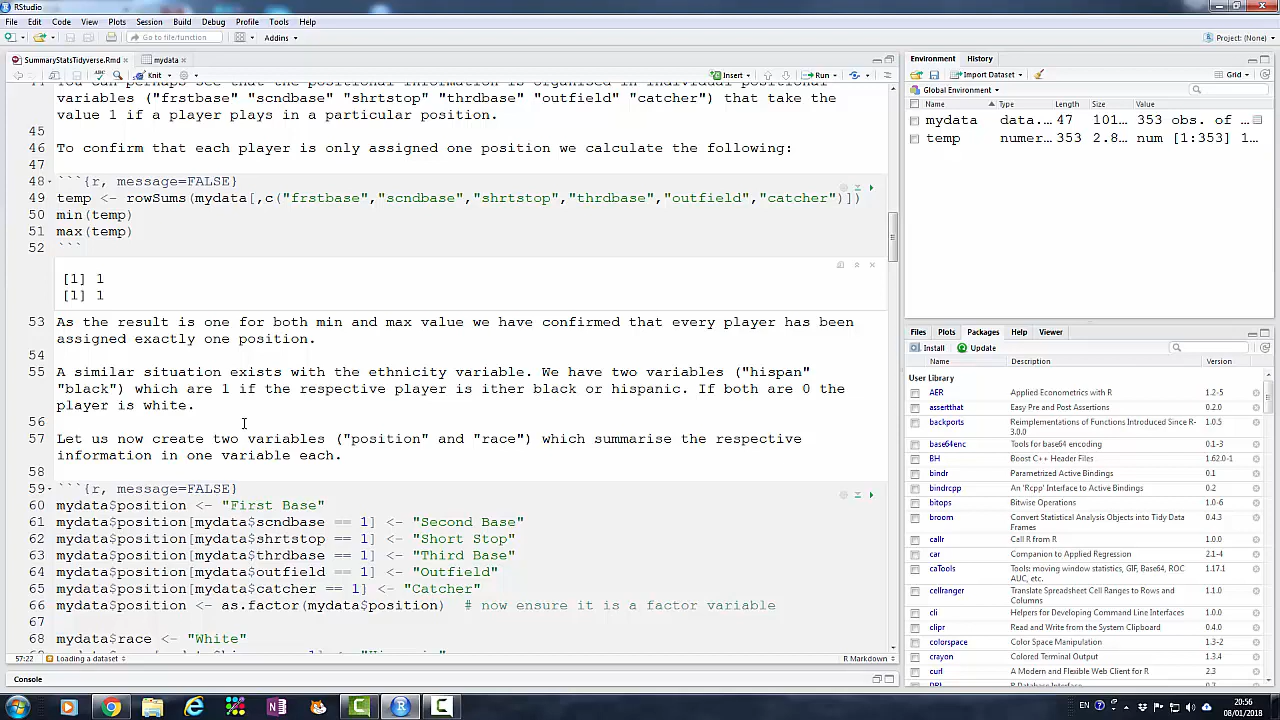 RStudio
File Edit Code View Plots Session Build Debug Profile Tools Help
Go to file/function Addins Project: (None)
SummaryStatsTidyverse.Rmd mydata
Knit Insert Run
variables ("frstbase" "scndbase" "shrtstop" "thrdbase" "outfield" "catcher") that take the
value 1 if a player plays in a particular position.
45
46 To confirm that each player is only assigned one position we calculate the following:
47
48 ```{r, message=FALSE}
49 temp <- rowSums(mydata[,c("frstbase","scndbase","shrtstop","thrdbase","outfield","catcher")])
50 min(temp)
51 max(temp)
52 ```
[1] 1
[1] 1
53 As the result is one for both min and max value we have confirmed that every player has been
assigned exactly one position.
54
55 A similar situation exists with the ethnicity variable. We have two variables ("hispan"
"black") which are 1 if the respective player is ither black or hispanic. If both are 0 the
player is white.
56
57 Let us now create two variables ("position" and "race") which summarise the respective
information in one variable each.
58
59 ```{r, message=FALSE}
60 mydata$position <- "First Base"
61 mydata$position[mydata$scndbase == 1] <- "Second Base"
62 mydata$position[mydata$shrtstop == 1] <- "Short Stop"
63 mydata$position[mydata$thrdbase == 1] <- "Third Base"
64 mydata$position[mydata$outfield == 1] <- "Outfield"
65 mydata$position[mydata$catcher == 1] <- "Catcher"
66 mydata$position <- as.factor(mydata$position) # now ensure it is a factor variable
67
68 mydata$race <- "White"
57:22 Loading a dataset R Markdown
Console
Environment History
Import Dataset Grid
Global Environment
Name Type Length Size Value
mydata data.… 47 101… 353 obs. of …
temp numer… 353 2.8… num [1:353] 1…
Files Plots Packages Help Viewer
Install Update
Name Description Version
User Library
AER Applied Econometrics with R 1.2-5
assertthat Easy Pre and Post Assertions 0.2.0
backports Reimplementations of Functions Introduced Since R-3.0.0 1.0.5
base64enc Tools for base64 encoding 0.1-3
BH Boost C++ Header Files 1.62.0-1
bindr Parametrized Active Bindings 0.1
bindrcpp An 'Rcpp' Interface to Active Bindings 0.2
bitops Bitwise Operations 1.0-6
broom Convert Statistical Analysis Objects into Tidy Data Frames 0.4.3
callr Call R from R 1.0.0
car Companion to Applied Regression 2.1-4
caTools Tools: moving window statistics, GIF, Base64, ROC AUC, etc. 1.17.1
cellranger Translate Spreadsheet Cell Ranges to Rows and Columns 1.1.0
cli Helpers for Developing Command Line Interfaces 1.0.0
clipr Read and Write from the System Clipboard 0.4.0
colorspace Color Space Manipulation 1.3-2
crayon Colored Terminal Output 1.3.4
curl A Modern and Flexible Web Client for R 2.3
EN 20:56
08/01/2018